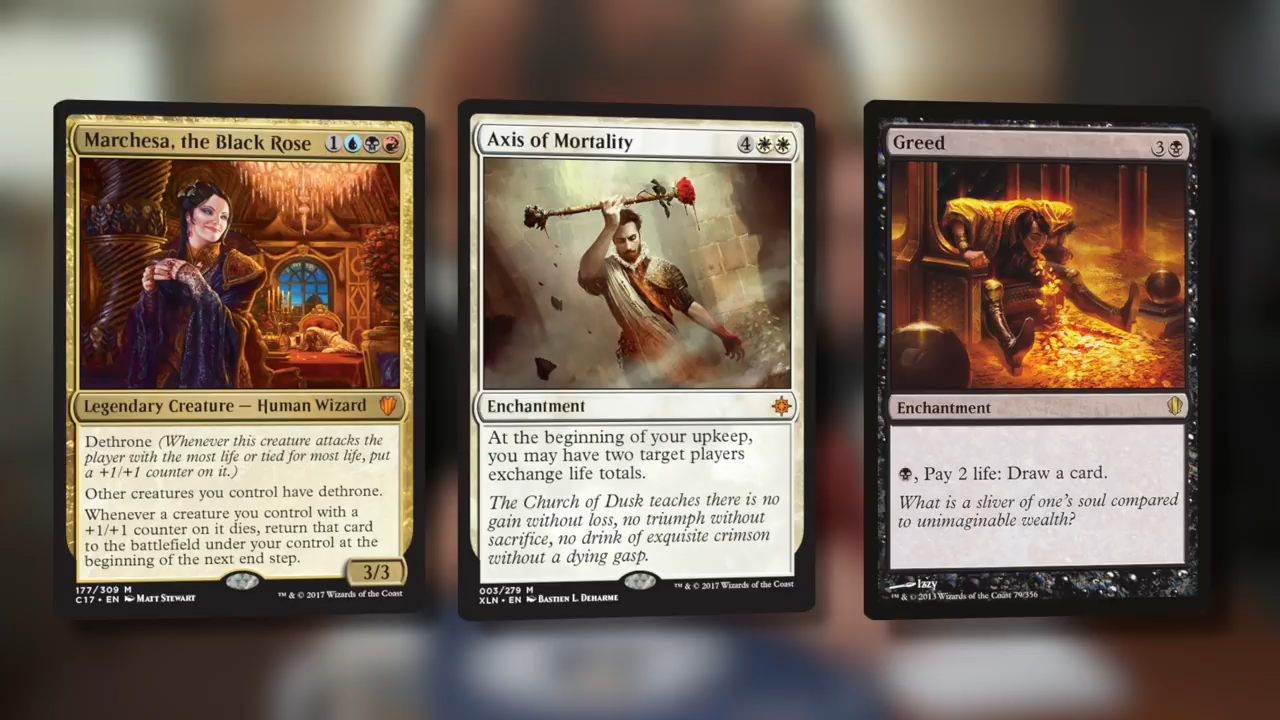 Marchesa, the Black Rose 1
Legendary Creature — Human Wizard
Dethrone (Whenever this creature attacks the
player with the most life or tied for most life, put
a +1/+1 counter on it.)
Other creatures you control have dethrone.
Whenever a creature you control with a
+1/+1 counter on it dies, return that card
to the battlefield under your control at the
beginning of the next end step.
3/3
177/309 M
C17 • EN Matt Stewart
™ & © 2017 Wizards of the Coast
Axis of Mortality 4
Enchantment
At the beginning of your upkeep,
you may have two target players
exchange life totals.
The Church of Dusk teaches there is no
gain without loss, no triumph without
sacrifice, no drink of exquisite crimson
without a dying gasp.
003/279 M
XLN • EN Bastien L. Deharme
™ & © 2017 Wizards of the Coast
Greed 3
Enchantment
, Pay 2 life: Draw a card.
What is a sliver of one's soul compared
to unimaginable wealth?
Izzy
™ & © 2013 Wizards of the Coast 79/356